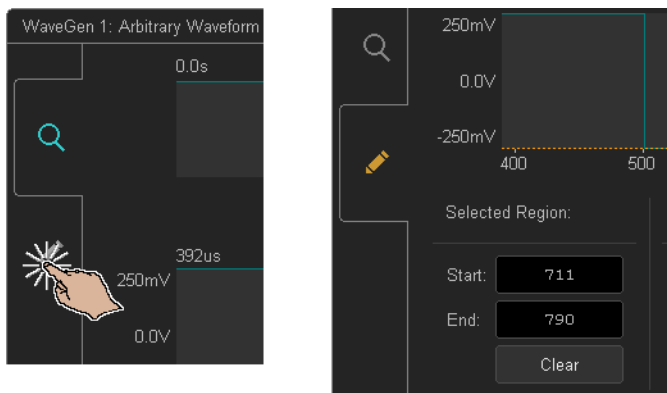 WaveGen 1: Arbitrary Waveform
0.0s
392us
250mV
0.0V
250mV
0.0V
-250mV
400 500
Selected Region:
Start: 711
End: 790
Clear